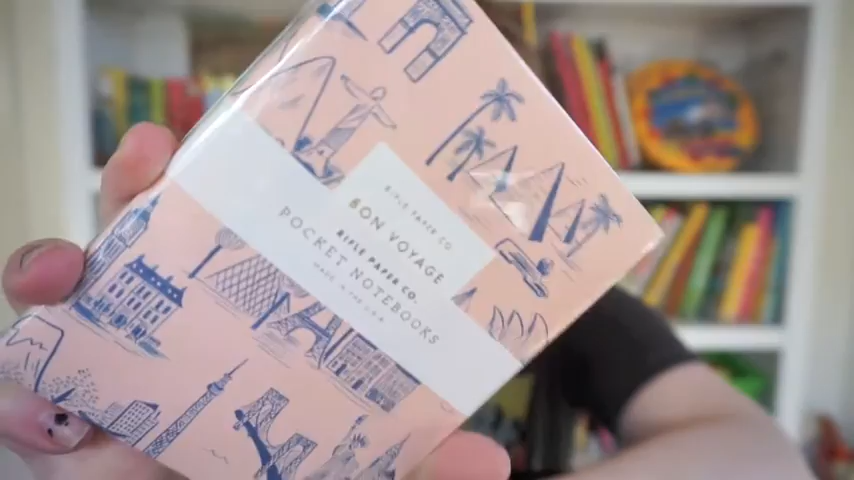 RIFLE PAPER CO.
BON VOYAGE
RIFLE PAPER CO.
POCKET NOTEBOOKS
MADE IN THE U.S.A.